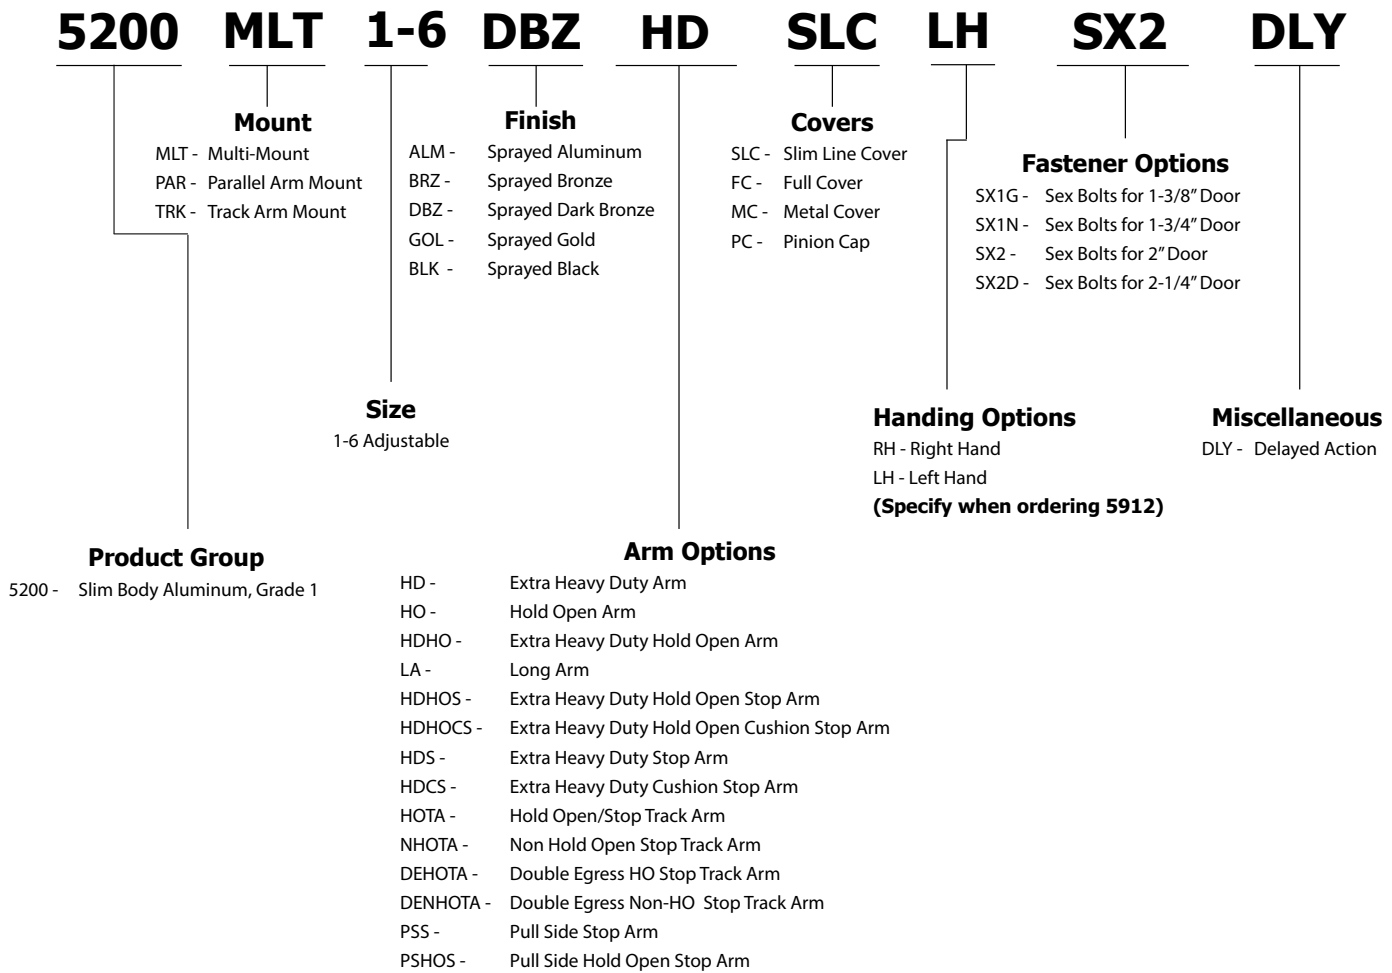 5200 MLT 1-6 DBZ HD SLC LH SX2 DLY
Mount
MLT - Multi-Mount
PAR - Parallel Arm Mount
TRK - Track Arm Mount
Finish
ALM - Sprayed Aluminum
BRZ - Sprayed Bronze
DBZ - Sprayed Dark Bronze
GOL - Sprayed Gold
BLK - Sprayed Black
Covers
SLC - Slim Line Cover
FC - Full Cover
MC - Metal Cover
PC - Pinion Cap
Fastener Options
SX1G - Sex Bolts for 1-3/8” Door
SX1N - Sex Bolts for 1-3/4” Door
SX2 - Sex Bolts for 2” Door
SX2D - Sex Bolts for 2-1/4” Door
Size
1-6 Adjustable
Handing Options
RH - Right Hand
LH - Left Hand
(Specify when ordering 5912)
Miscellaneous
DLY - Delayed Action
Product Group
5200 - Slim Body Aluminum, Grade 1
Arm Options
HD - Extra Heavy Duty Arm
HO - Hold Open Arm
HDHO - Extra Heavy Duty Hold Open Arm
LA - Long Arm
HDHOS - Extra Heavy Duty Hold Open Stop Arm
HDHOCS - Extra Heavy Duty Hold Open Cushion Stop Arm
HDS - Extra Heavy Duty Stop Arm
HDCS - Extra Heavy Duty Cushion Stop Arm
HOTA - Hold Open/Stop Track Arm
NHOTA - Non Hold Open Stop Track Arm
DEHOTA - Double Egress HO Stop Track Arm
DENHOTA - Double Egress Non-HO Stop Track Arm
PSS - Pull Side Stop Arm
PSHOS - Pull Side Hold Open Stop Arm